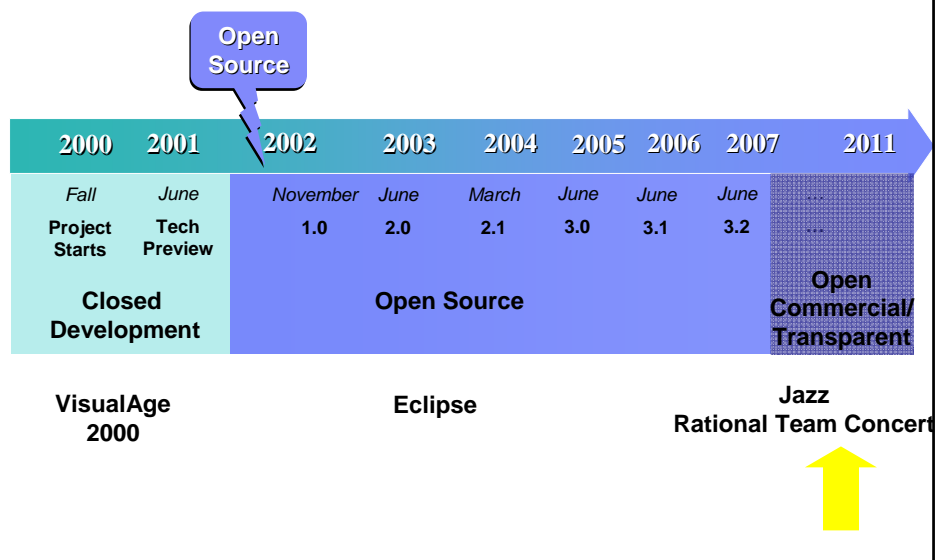 Open
Source
2000 2001 2002 2003 2004 2005 2006 2007 2011
Fall June November June March June June June ...
Project
Starts
Tech
Preview
1.0 2.0 2.1 3.0 3.1 3.2 ...
Closed
Development
Open Source
Open
Commercial/
Transparent
VisualAge
2000
Eclipse
Jazz
Rational Team Concert